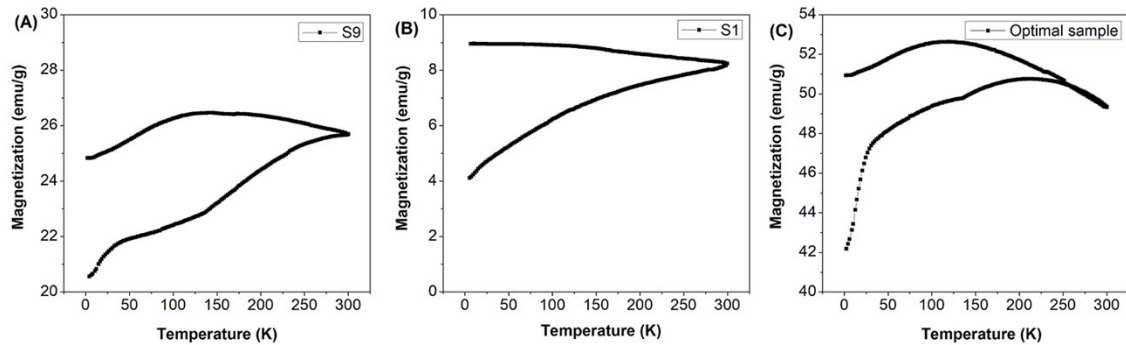 (A)
S9
Magnetization (emu/g)
30
28
26
24
22
20
0 50 100 150 200 250 300
Temperature (K)
(B)
S1
Magnetization (emu/g)
10
8
6
4
2
0
0 50 100 150 200 250 300
Temperature (K)
(C)
Optimal sample
Magnetization (emu/g)
54
52
50
48
46
44
42
40
0 50 100 150 200 250 300
Temperature (K)